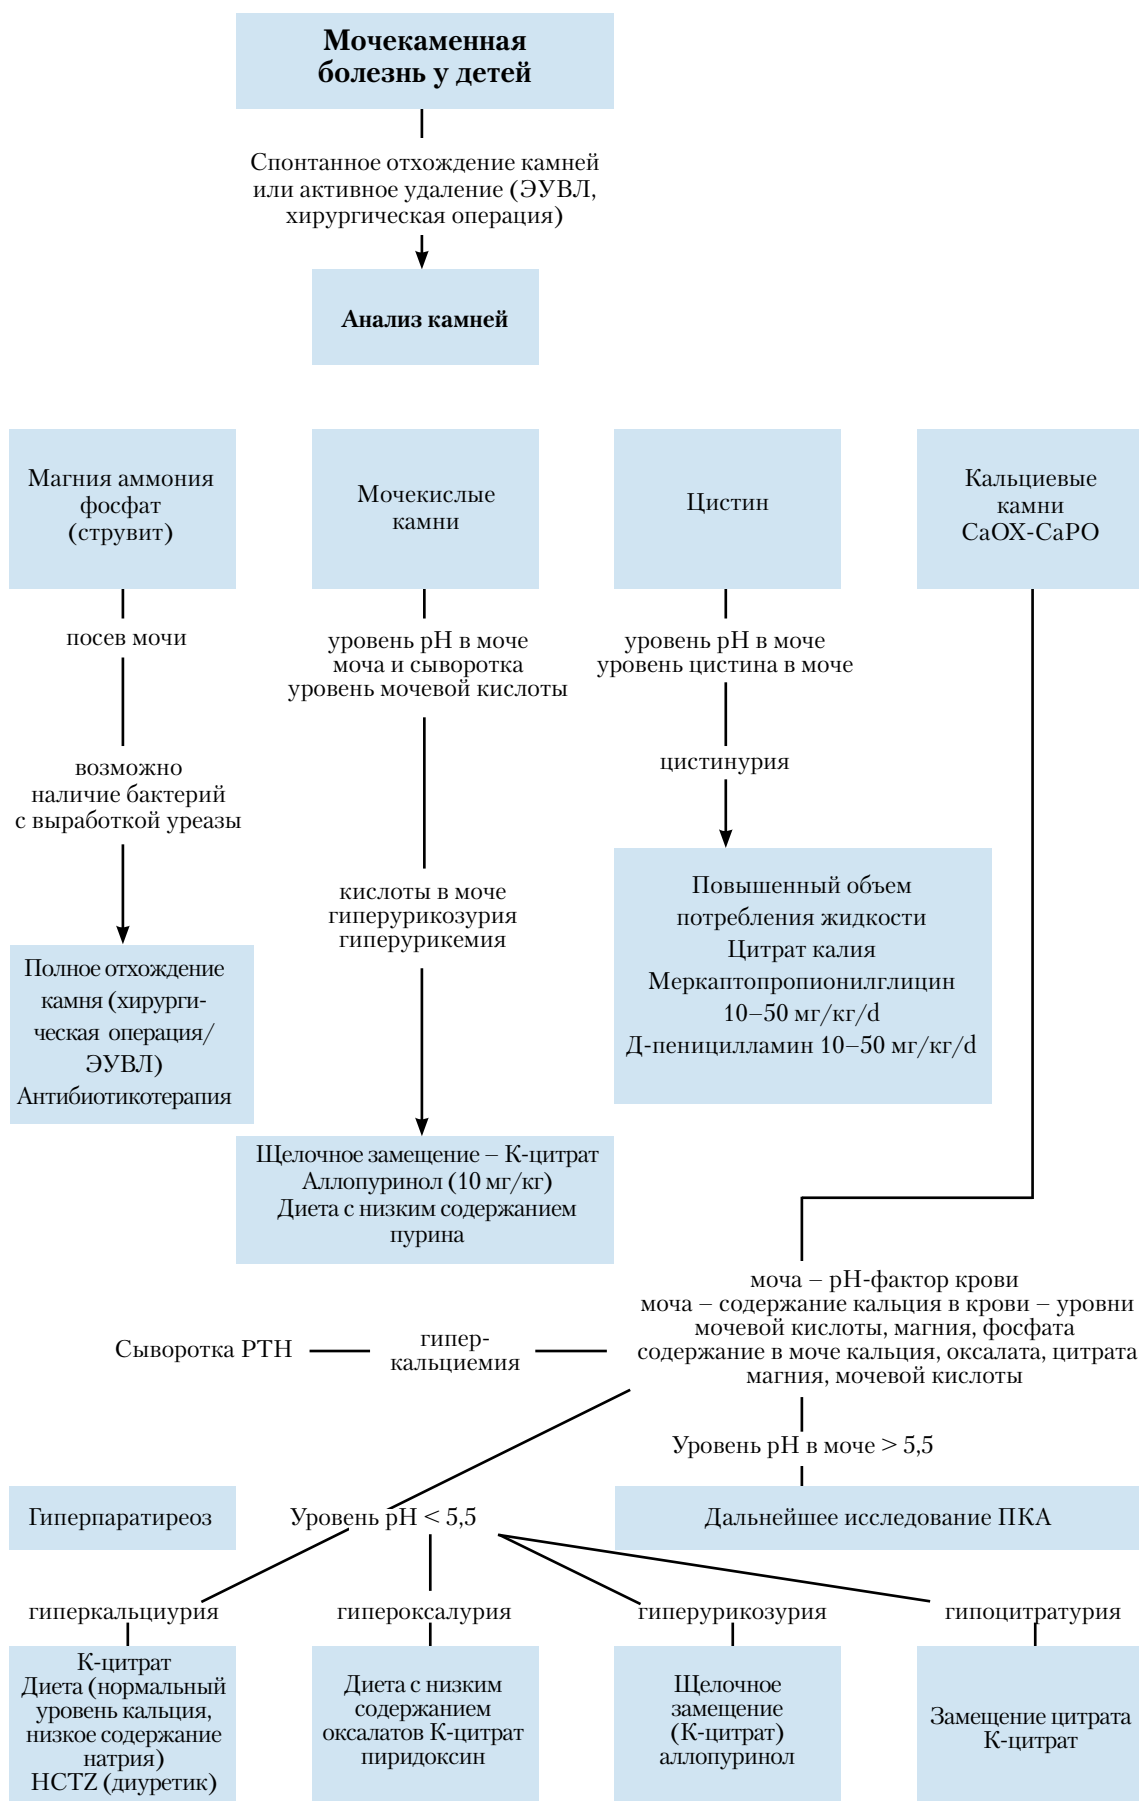 Мочекаменная
болезнь у детей
Спонтанное отхождение камней
или активное удаление (ЭУВЛ,
хирургическая операция)
Анализ камней
Магния аммония
фосфат
(струвит)
Мочекислые
камни
Цистин
Кальциевые
камни
CaOX-CaPO
посев мочи
уровень pH в моче
моча и сыворотка
уровень мочевой кислоты
уровень pH в моче
уровень цистина в моче
возможно
наличие бактерий
с выработкой уреазы
цистинурия
кислоты в моче
гиперурикозурия
гиперурикемия
Повышенный объем
потребления жидкости
Цитрат калия
Меркаптопропионилглицин
10–50 мг/кг/d
Д-пеницилламин 10–50 мг/кг/d
Полное отхождение
камня (хирурги-
ческая операция/
ЭУВЛ)
Антибиотикотерапия
Щелочное замещение – К-цитрат
Аллопуринол (10 мг/кг)
Диета с низким содержанием
пурина
моча – pH-фактор крови
моча – содержание кальция в крови – уровни
мочевой кислоты, магния, фосфата
содержание в моче кальция, оксалата, цитрата
магния, мочевой кислоты
Сыворотка PTH
гипер-
кальциемия
Уровень pH в моче > 5,5
Гиперпаратиреоз
Уровень pH < 5,5
Дальнейшее исследование ПКА
гиперкальциурия
гипероксалурия
гиперурикозурия
гипоцитратурия
К-цитрат
Диета (нормальный
уровень кальция,
низкое содержание
натрия)
HCTZ (диуретик)
Диета с низким
содержанием
оксалатов К-цитрат
пиридоксин
Щелочное
замещение
(К-цитрат)
аллопуринол
Замещение цитрата
К-цитрат